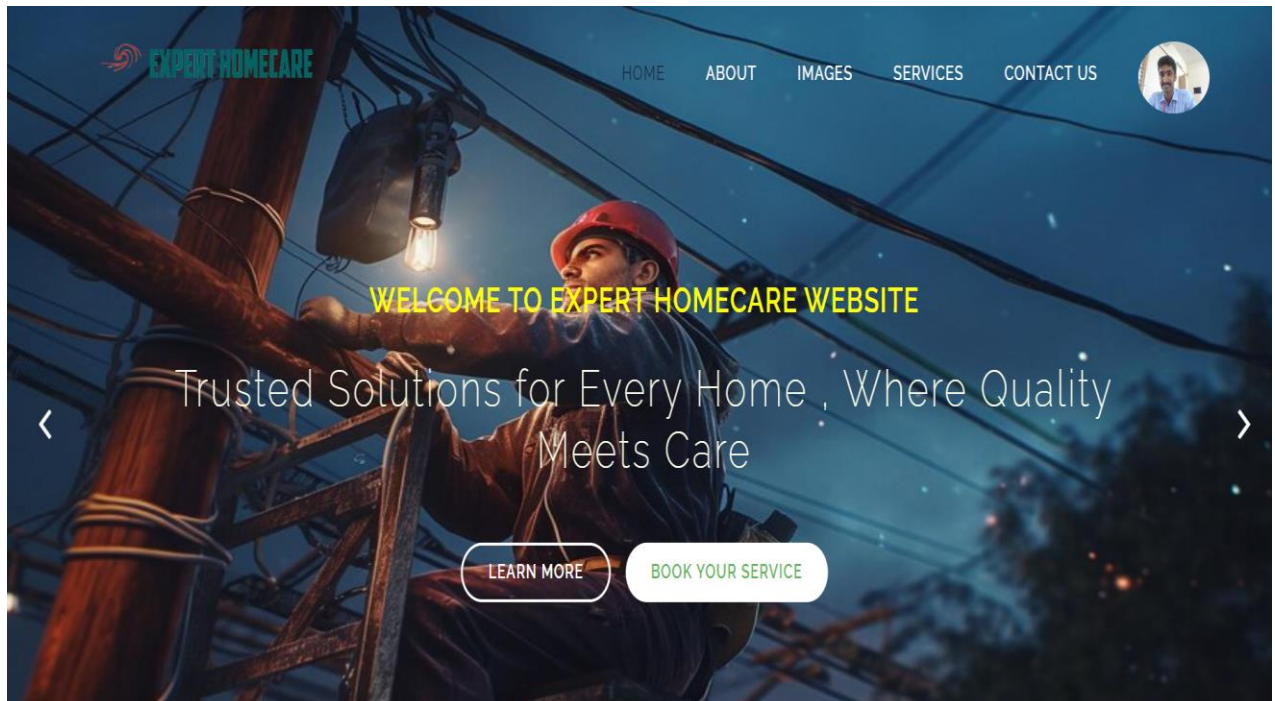 EXPERT HOMECARE
HOME ABOUT IMAGES SERVICES CONTACT US
WELCOME TO EXPERT HOMECARE WEBSITE
Trusted Solutions for Every Home , Where Quality
Meets Care
LEARN MORE BOOK YOUR SERVICE